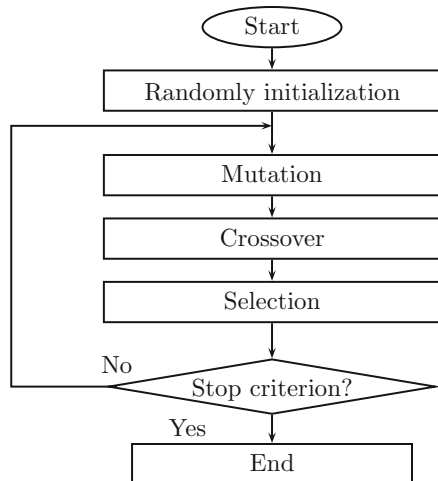 Start
Randomly initialization
Mutation
Crossover
Selection
No
Stop criterion?
Yes
End